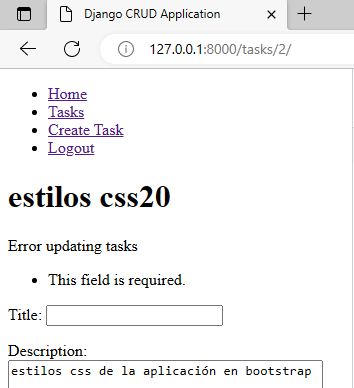 Django CRUD Application
127.0.0.1:8000/tasks/2/
Home
Tasks
Create Task
Logout
estilos css20
Error updating tasks
This field is required.
Title:
Description:
estilos css de la aplicación en bootstrap